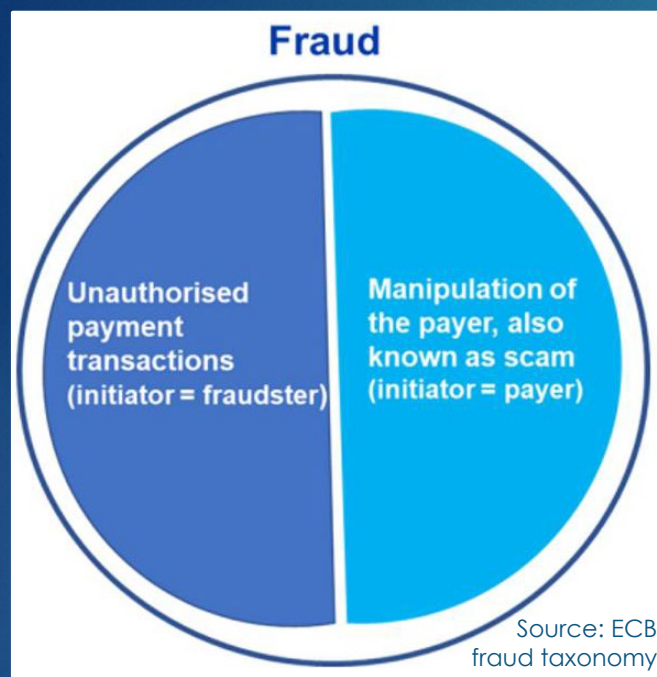 Fraud
Unauthorised
payment
transactions
(initiator = fraudster)
Manipulation of
the payer, also
known as scam
(initiator = payer)
Source: ECB
fraud taxonomy